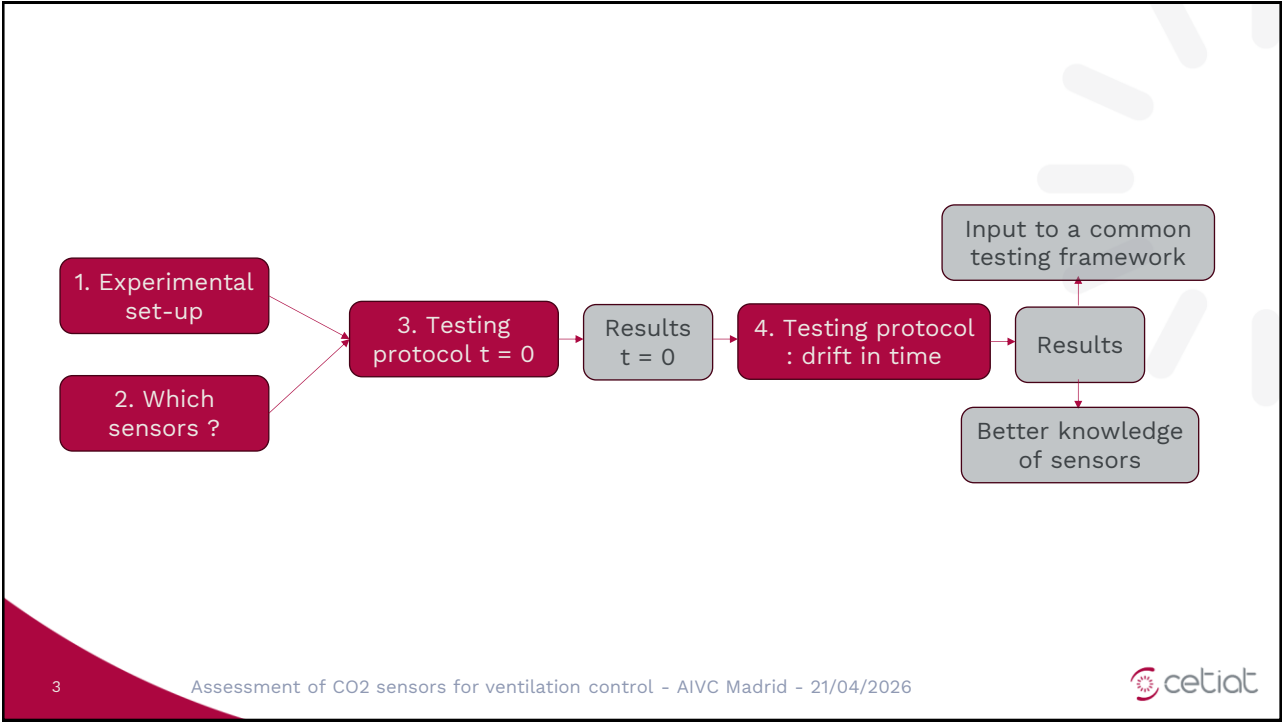 1. Experimental
set-up
2. Which
sensors ?
3. Testing
protocol t = 0
Results
t = 0
4. Testing protocol
: drift in time
Results
Input to a common
testing framework
Better knowledge
of sensors
3
Assessment of CO2 sensors for ventilation control - AIVC Madrid - 21/04/2026
cetiat